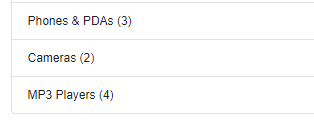 Phones & PDAs (3)
Cameras (2)
MP3 Players (4)